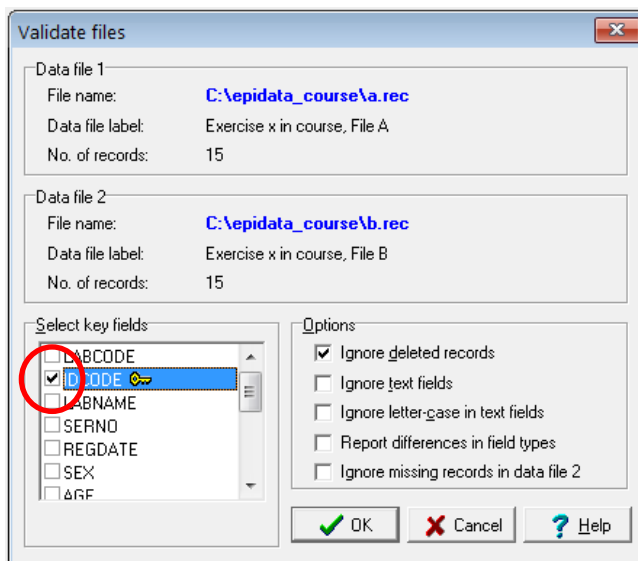 Validate files
Data file 1
File name: C:\epidata_course\a.rec
Data file label: Exercise x in course, File A
No. of records: 15
Data file 2
File name: C:\epidata_course\b.rec
Data file label: Exercise x in course, File B
No. of records: 15
Select key fields
LABCODE
IDCODE
LABNAME
SERNO
REGDATE
SEX
AGE
Options
Ignore deleted records
Ignore text fields
Ignore letter-case in text fields
Report differences in field types
Ignore missing records in data file 2
OK Cancel Help